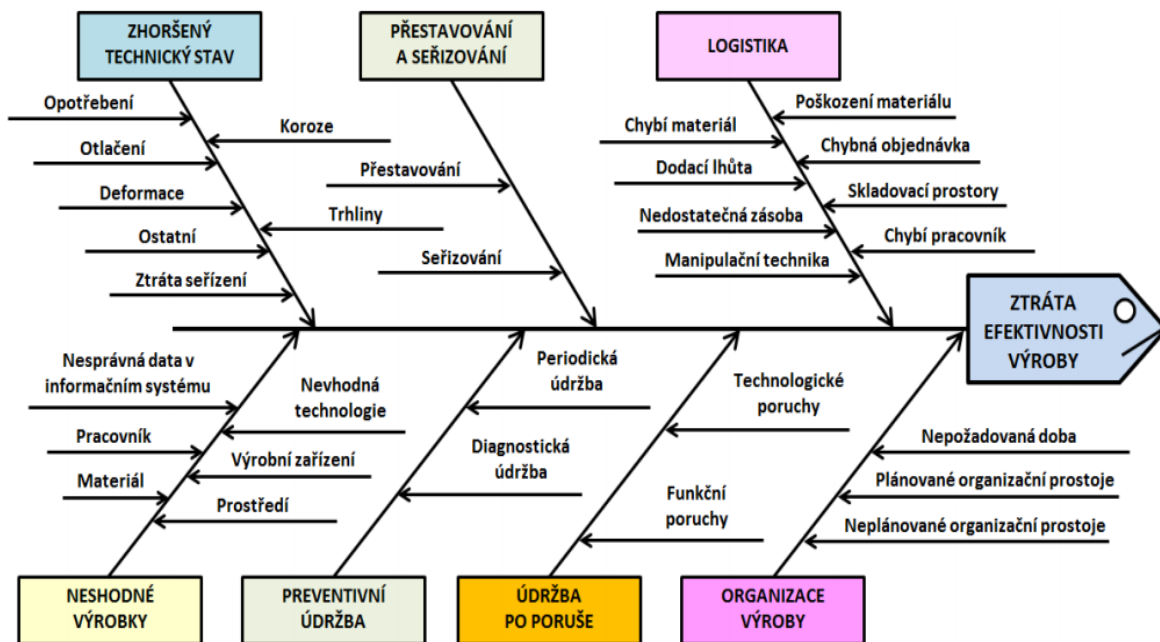 ZHORŠENÝ
TECHNICKÝ STAV
PŘESTAVOVÁNÍ
A SEŘIZOVÁNÍ
LOGISTIKA
Opotřebení
Koroze
Otlačení
Deformace
Trhliny
Ostatní
Ztráta seřízení
Přestavování
Seřizování
Poškození materiálu
Chybí materiál
Chybná objednávka
Dodací lhůta
Skladovací prostory
Nedostatečná zásoba
Chybí pracovník
Manipulační technika
ZTRÁTA
EFEKTIVNOSTI
VÝROBY
Nesprávná data v
informačním systému
Nevhodná
technologie
Pracovník
Výrobní zařízení
Materiál
Prostředí
Periodická
údržba
Diagnostická
údržba
Technologické
poruchy
Funkční
poruchy
Nepožadovaná doba
Plánované organizační prostoje
Neplánované organizační prostoje
NESHODNÉ
VÝROBKY
PREVENTIVNÍ
ÚDRŽBA
ÚDRŽBA
PO PORUŠE
ORGANIZACE
VÝROBY